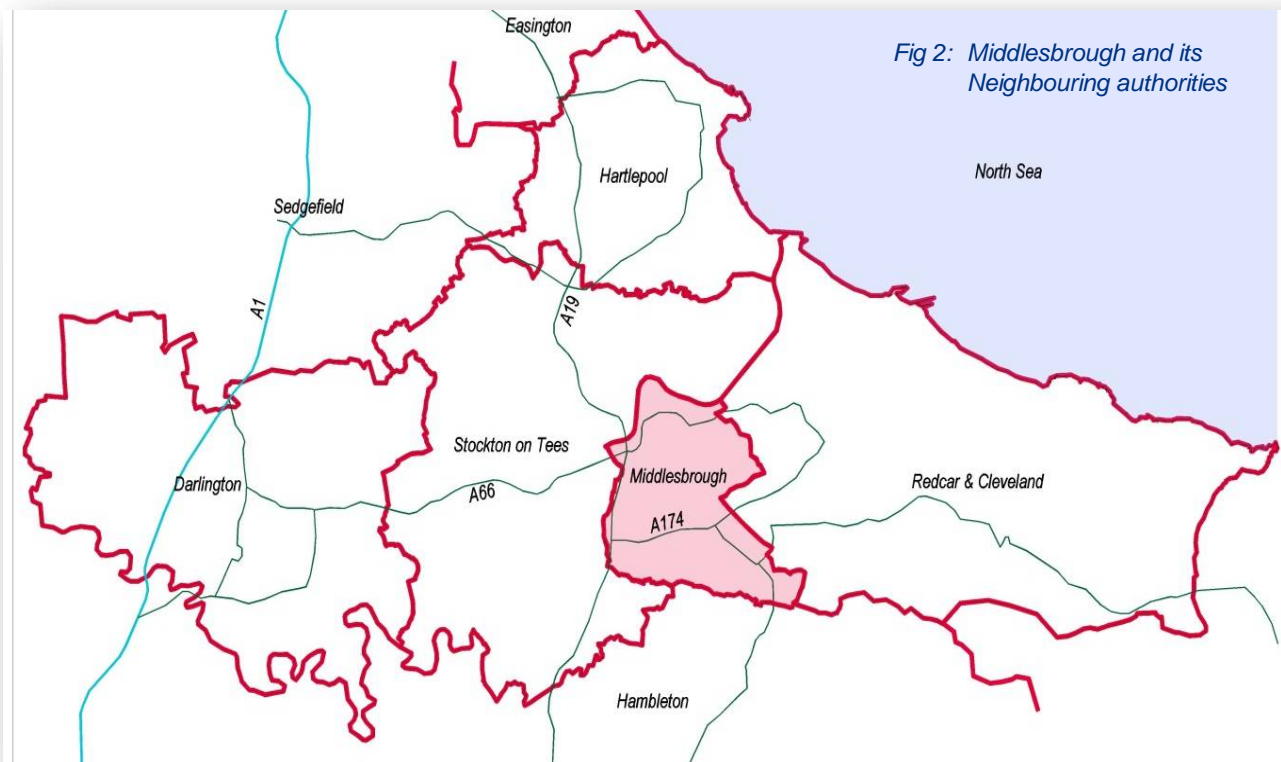 Easington
Fig 2: Middlesbrough and its
Neighbouring authorities
Hartlepool
North Sea
Sedgefield
A1
A19
Stockton on Tees
Middlesbrough
Darlington
A66
Redcar & Cleveland
A174
Hambleton